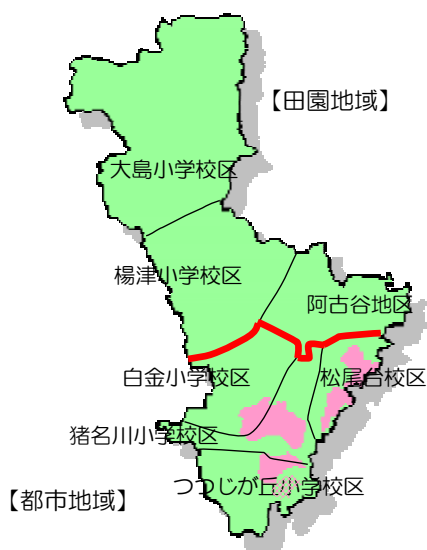 【田園地域】
大島小学校区
楊津小学校区
阿古谷地区
白金小学校区
松尾台校区
猪名川小学校区
つつじが丘小学校区
【都市地域】